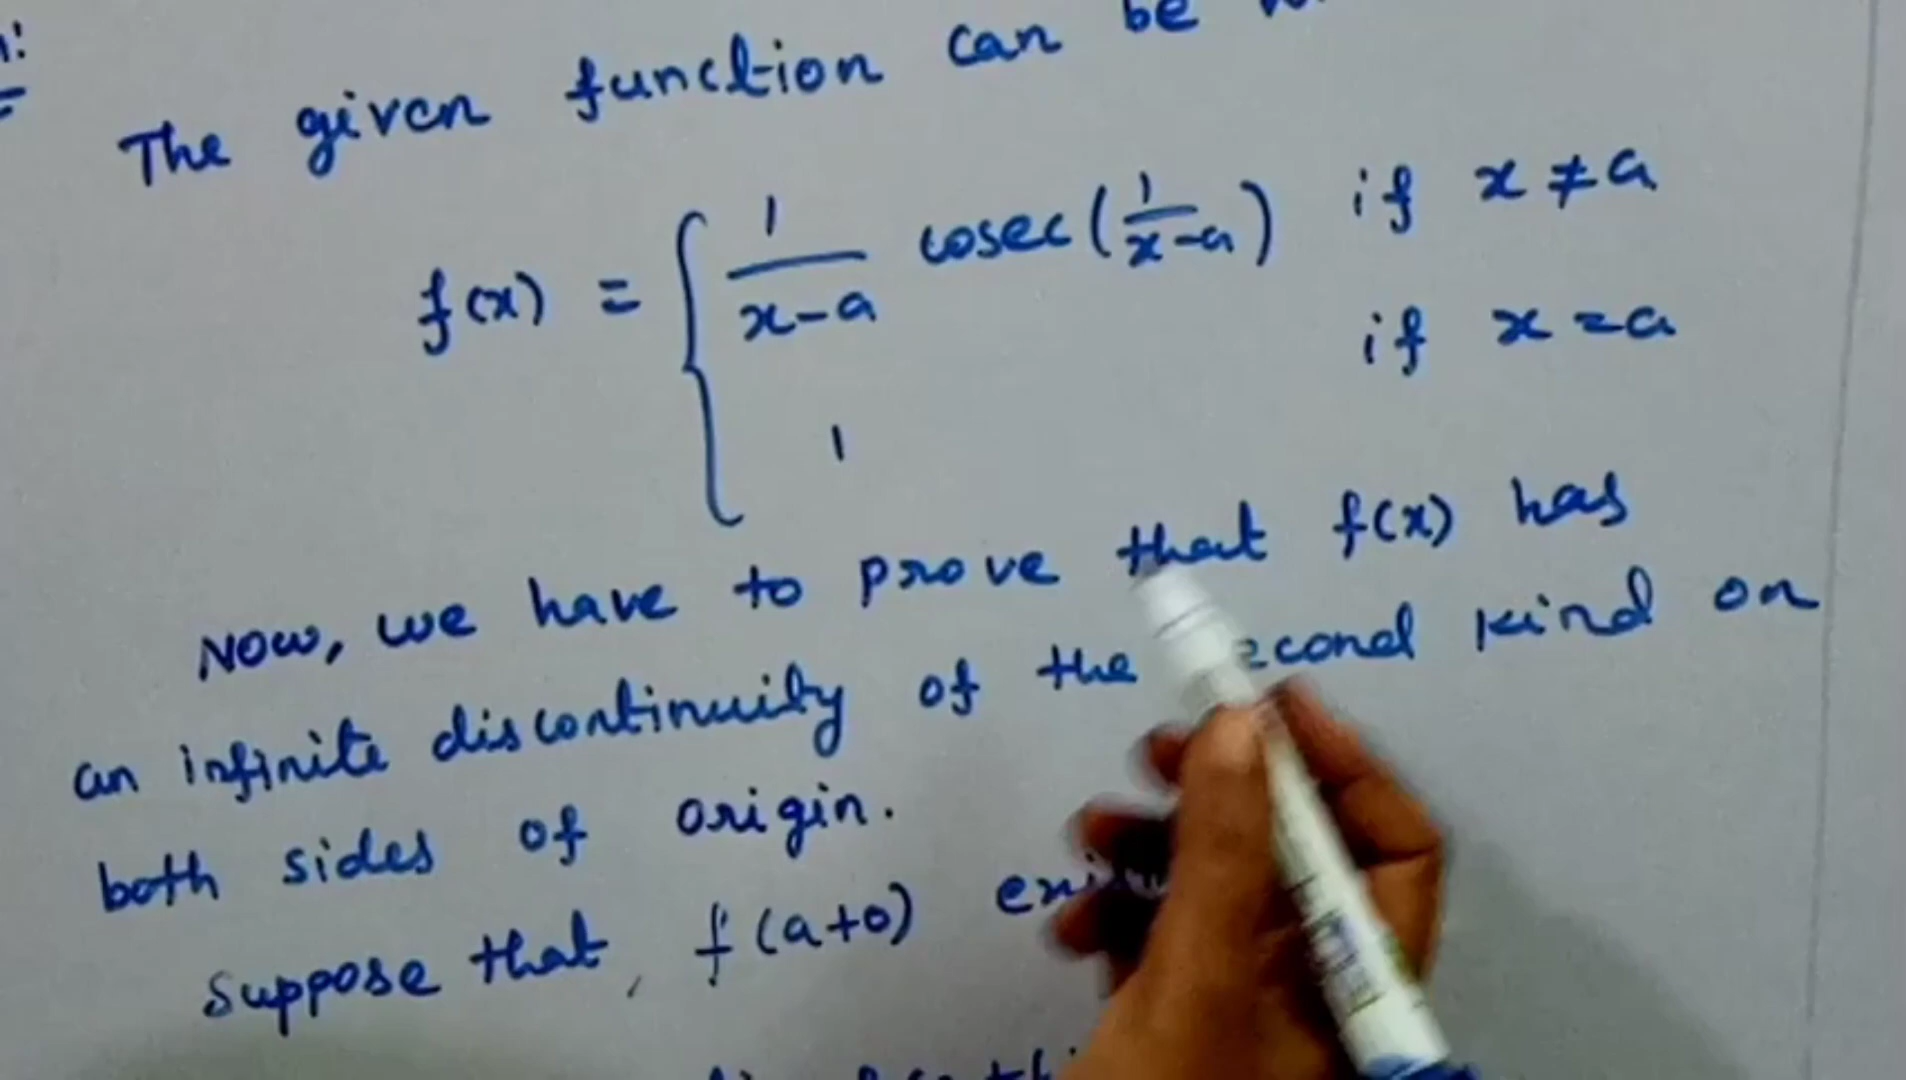 The given function can be
f(x) = { 1/(x-a) cosec(1/(x-a)) if x ≠ a
1 if x = a
Now, we have to prove that f(x) has
an infinite discontinuity of the second kind on
both sides of origin.
Suppose that, f(a+0)